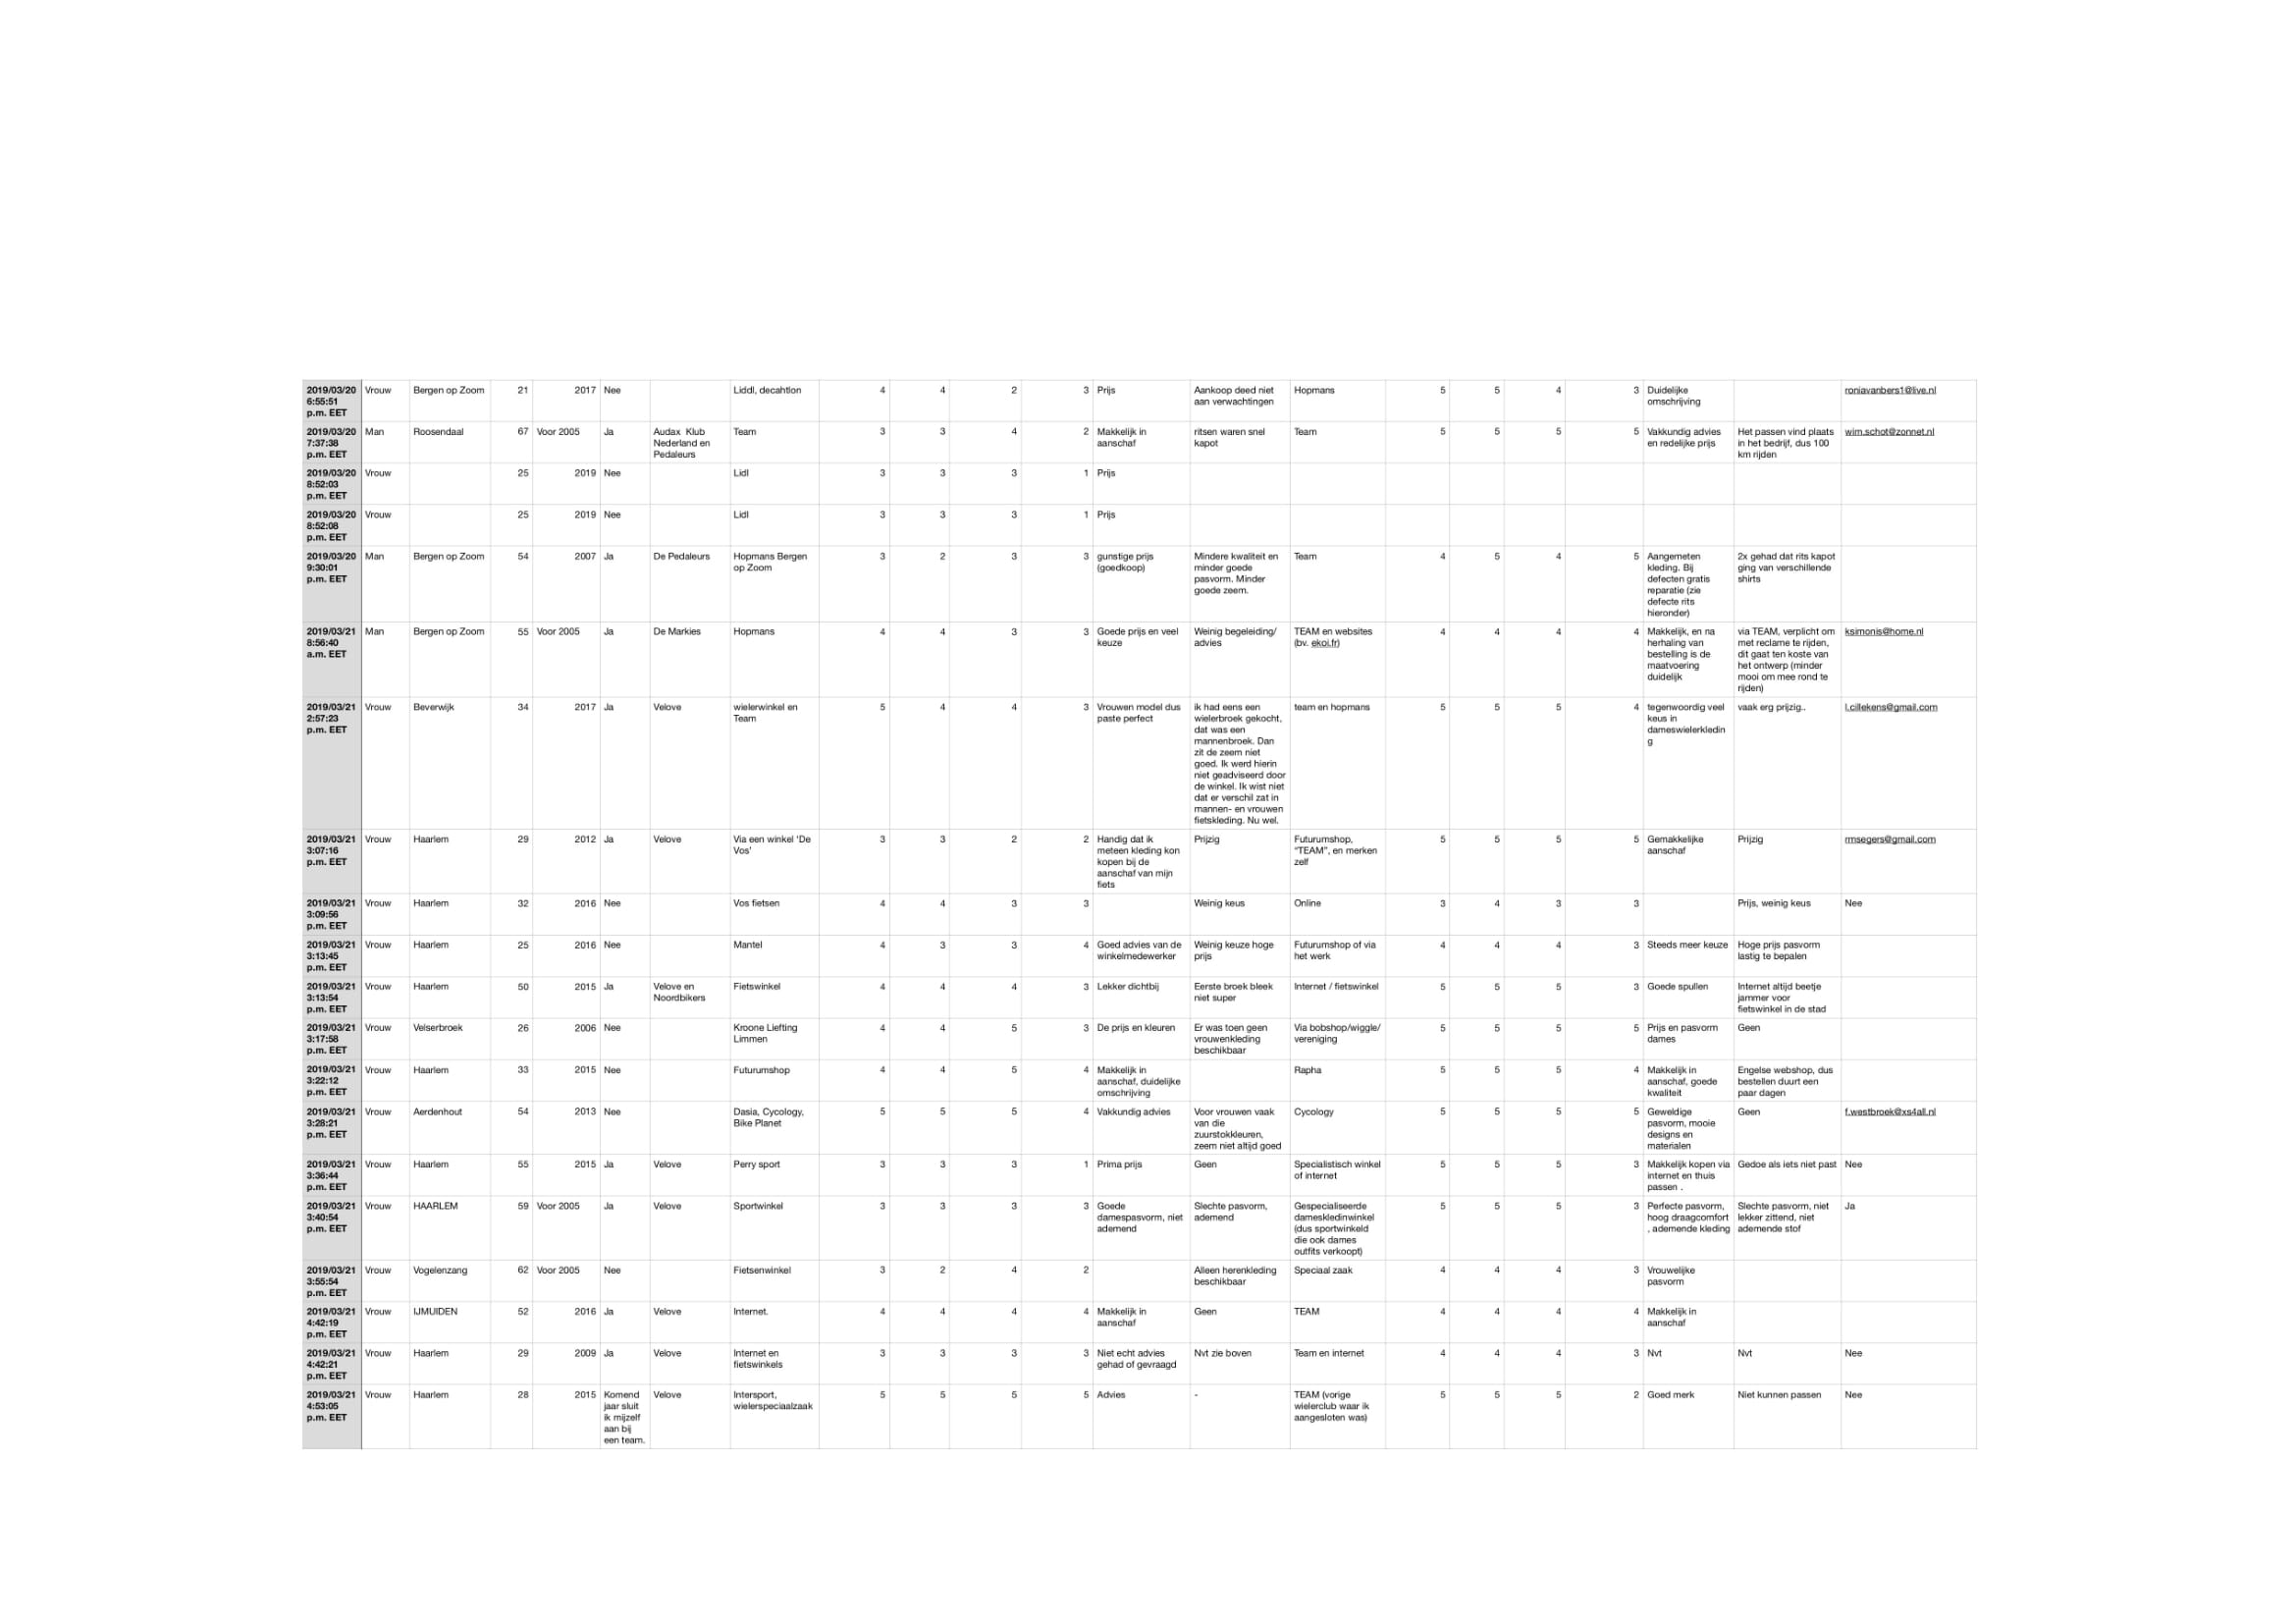 2019/03/20 6:55:51 p.m. EET Vrouw Bergen op Zoom 21 2017 Nee Liddl, decahtlon 4 4 2 3 Prijs Aankoop deed niet aan verwachtingen Hopmans 5 5 4 3 Duidelijke omschrijving roniavanbers1@live.nl
2019/03/20 7:37:38 p.m. EET Man Roosendaal 67 Voor 2005 Ja Audax Klub Nederland en Pedaleurs Team 3 3 4 2 Makkelijk in aanschaf ritsen waren snel kapot Team 5 5 5 5 Vakkundig advies en redelijke prijs Het passen vind plaats in het bedrijf, dus 100 km rijden wim.schot@zonnet.nl
2019/03/20 8:52:03 p.m. EET Vrouw 25 2019 Nee Lidl 3 3 3 1 Prijs
2019/03/20 8:52:08 p.m. EET Vrouw 25 2019 Nee Lidl 3 3 3 1 Prijs
2019/03/20 9:30:01 p.m. EET Man Bergen op Zoom 54 2007 Ja De Pedaleurs Hopmans Bergen op Zoom 3 2 3 3 gunstige prijs (goedkoop) Mindere kwaliteit en minder goede pasvorm. Minder goede zeem. Team 4 5 4 5 Aangemeten kleding. Bij defecten gratis reparatie (zie defecte rits hieronder) 2x gehad dat rits kapot ging van verschillende shirts
2019/03/21 8:56:40 a.m. EET Man Bergen op Zoom 55 Voor 2005 Ja De Markies Hopmans 4 4 3 3 Goede prijs en veel keuze Weinig begeleiding/ advies TEAM en websites (bv. ekoi.fr) 4 4 4 4 Makkelijk, en na herhaling van bestelling is de maatvoering duidelijk via TEAM, verplicht om met reclame te rijden, dit gaat ten koste van het ontwerp (minder mooi om mee rond te rijden) ksimonis@home.nl
2019/03/21 2:57:23 p.m. EET Vrouw Beverwijk 34 2017 Ja Velove wielerwinkel en Team 5 4 4 3 Vrouwen model dus paste perfect ik had eens een wielerbroek gekocht, dat was een mannenbroek. Dan zit de zeem niet goed. Ik werd hierin niet geadviseerd door de winkel. Ik wist niet dat er verschil zat in mannen- en vrouwen fietskleding. Nu wel. team en hopmans 5 5 5 4 tegenwoordig veel keus in dameswielerkledin g vaak erg prijzig.. l.cillekens@gmail.com
2019/03/21 3:07:16 p.m. EET Vrouw Haarlem 29 2012 Ja Velove Via een winkel 'De Vos' 3 3 2 2 Handig dat ik meteen kleding kon kopen bij de aanschaf van mijn fiets Prijzig Futurumshop, "TEAM", en merken zelf 5 5 5 5 Gemakkelijke aanschaf Prijzig rmsegers@gmail.com
2019/03/21 3:09:56 p.m. EET Vrouw Haarlem 32 2016 Nee Vos fietsen 4 4 3 3 Weinig keus Online 3 4 3 3 Prijs, weinig keus Nee
2019/03/21 3:13:45 p.m. EET Vrouw Haarlem 25 2016 Nee Mantel 4 3 3 4 Goed advies van de winkelmedewerker Weinig keuze hoge prijs Futurumshop of via het werk 4 4 4 3 Steeds meer keuze Hoge prijs pasvorm lastig te bepalen
2019/03/21 3:13:54 p.m. EET Vrouw Haarlem 50 2015 Ja Velove en Noordbikers Fietswinkel 4 4 4 3 Lekker dichtbij Eerste broek bleek niet super Internet / fietswinkel 5 5 5 3 Goede spullen Internet altijd beetje jammer voor fietswinkel in de stad
2019/03/21 3:17:58 p.m. EET Vrouw Velserbroek 26 2006 Nee Kroone Liefting Limmen 4 4 5 3 De prijs en kleuren Er was toen geen vrouwenkleding beschikbaar Via bobshop/wiggle/ vereniging 5 5 5 5 Prijs en pasvorm dames Geen
2019/03/21 3:22:12 p.m. EET Vrouw Haarlem 33 2015 Nee Futurumshop 4 4 5 4 Makkelijk in aanschaf, duidelijke omschrijving Rapha 5 5 5 4 Makkelijk in aanschaf, goede kwaliteit Engelse webshop, dus bestellen duurt een paar dagen
2019/03/21 3:28:21 p.m. EET Vrouw Aerdenhout 54 2013 Nee Dasia, Cycology, Bike Planet 5 5 5 4 Vakkundig advies Voor vrouwen vaak van die zuurstokkleuren, zeem niet altijd goed Cycology 5 5 5 5 Geweldige pasvorm, mooie designs en materialen Geen f.westbroek@xs4all.nl
2019/03/21 3:36:44 p.m. EET Vrouw Haarlem 55 2015 Ja Velove Perry sport 3 3 3 1 Prima prijs Geen Specialistisch winkel of internet 5 5 5 3 Makkelijk kopen via internet en thuis passen . Gedoe als iets niet past Nee
2019/03/21 3:40:54 p.m. EET Vrouw HAARLEM 59 Voor 2005 Ja Velove Sportwinkel 3 3 3 3 Goede damespasvorm, niet ademend Slechte pasvorm, ademend Gespecialiseerde dameskledinwinkel (dus sportwinkeld die ook dames outfits verkoopt) 5 5 5 3 Perfecte pasvorm, hoog draagcomfort , ademende kleding Slechte pasvorm, niet lekker zittend, niet ademende stof Ja
2019/03/21 3:55:54 p.m. EET Vrouw Vogelenzang 62 Voor 2005 Nee Fietsenwinkel 3 2 4 2 Alleen herenkleding beschikbaar Speciaal zaak 4 4 4 3 Vrouwelijke pasvorm
2019/03/21 4:42:19 p.m. EET Vrouw IJMUIDEN 52 2016 Ja Velove Internet. 4 4 4 4 Makkelijk in aanschaf Geen TEAM 4 4 4 4 Makkelijk in aanschaf
2019/03/21 4:42:21 p.m. EET Vrouw Haarlem 29 2009 Ja Velove Internet en fietswinkels 3 3 3 3 Niet echt advies gehad of gevraagd Nvt zie boven Team en internet 4 4 4 3 Nvt Nvt Nee
2019/03/21 4:53:05 p.m. EET Vrouw Haarlem 28 2015 Komend jaar sluit ik mijzelf aan bij een team. Velove Intersport, wielerspeciaalzaak 5 5 5 5 Advies - TEAM (vorige wielerclub waar ik aangesloten was) 5 5 5 2 Goed merk Niet kunnen passen Nee